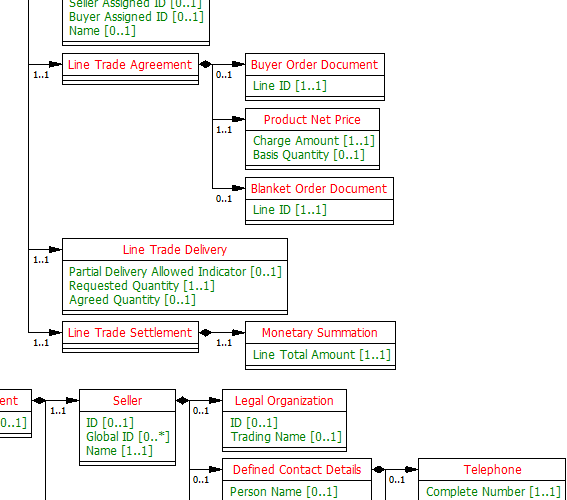 Seller Assigned ID [0..1]
Buyer Assigned ID [0..1]
Name [0..1]
Line Trade Agreement
1..1
Buyer Order Document
0..1
Line ID [1..1]
Product Net Price
1..1
Charge Amount [1..1]
Basis Quantity [0..1]
Blanket Order Document
0..1
Line ID [1..1]
Line Trade Delivery
1..1
Partial Delivery Allowed Indicator [0..1]
Requested Quantity [1..1]
Agreed Quantity [0..1]
Line Trade Settlement
1..1
Monetary Summation
1..1
Line Total Amount [1..1]
ent
0..1]
Seller
1..1
ID [0..1]
Global ID [0..*]
Name [1..1]
Legal Organization
0..1
ID [0..1]
Trading Name [0..1]
Defined Contact Details
0..1
Person Name [0..1]
Telephone
0..1
Complete Number [1..1]